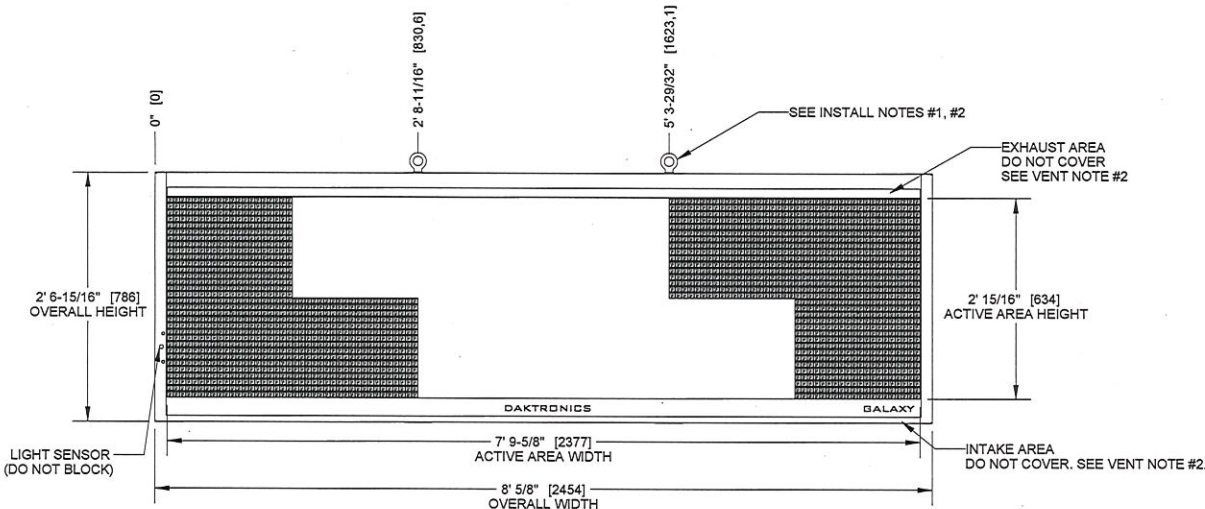 0" [0]
2' 8-11/16" [830,6]
5' 3-29/32" [1623,1]
SEE INSTALL NOTES #1, #2
EXHAUST AREA
DO NOT COVER
SEE VENT NOTE #2
2' 6-15/16" [786]
OVERALL HEIGHT
2' 15/16" [634]
ACTIVE AREA HEIGHT
DAKTRONICS
GALAXY
LIGHT SENSOR
(DO NOT BLOCK)
7' 9-5/8" [2377]
ACTIVE AREA WIDTH
INTAKE AREA
DO NOT COVER. SEE VENT NOTE #2.
8' 5/8" [2454]
OVERALL WIDTH